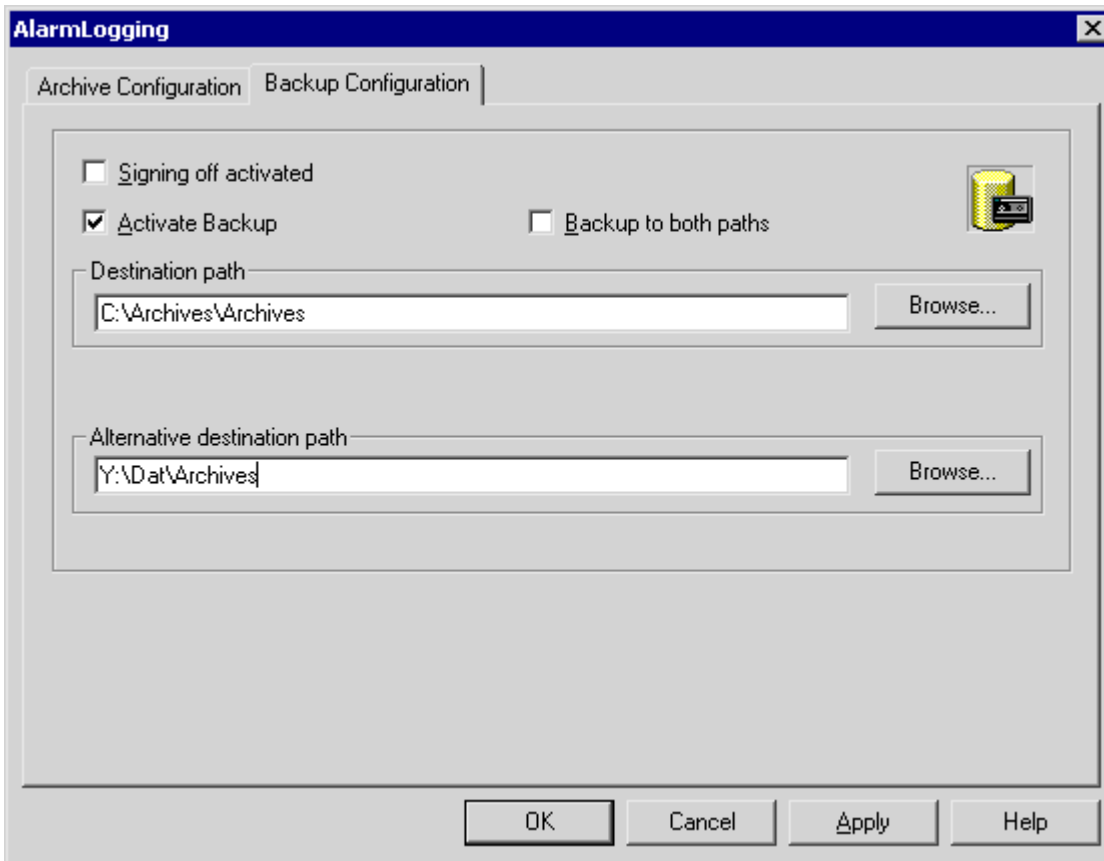 AlarmLogging
Archive Configuration Backup Configuration
Signing off activated
Activate Backup Backup to both paths
Destination path
C:\Archives\Archives Browse...
Alternative destination path
Y:\Dat\Archives Browse...
OK Cancel Apply Help